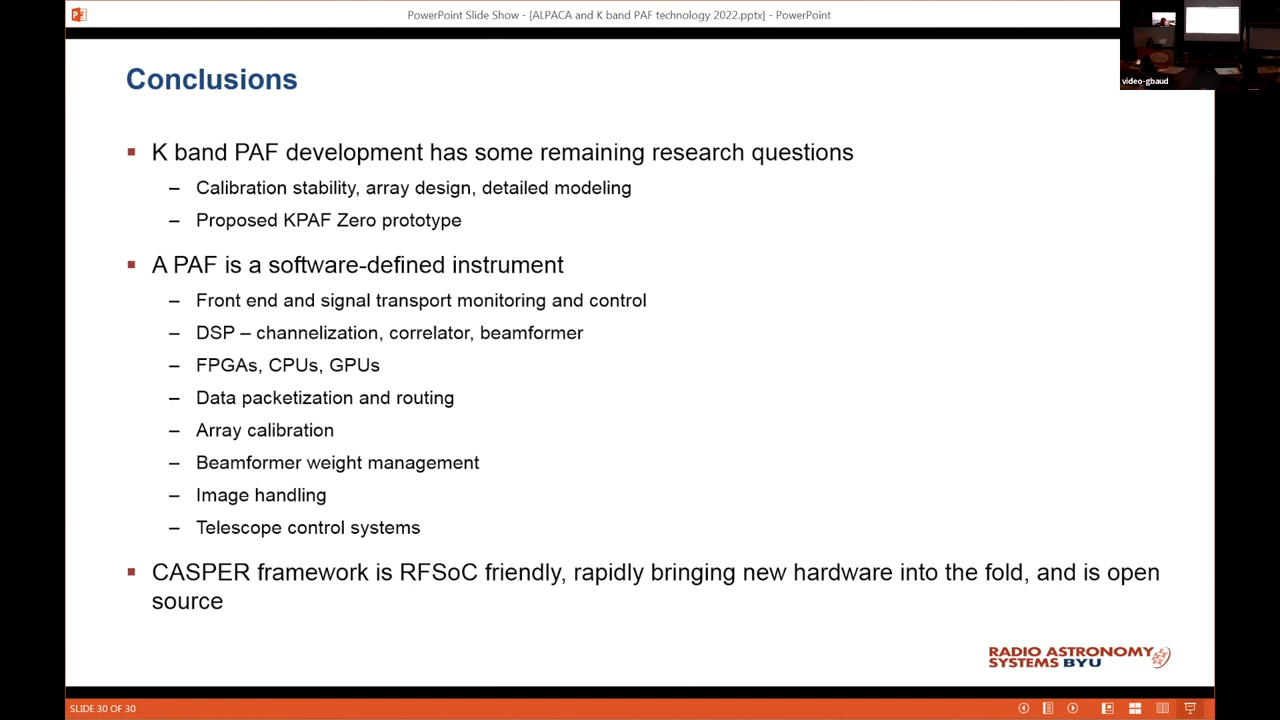 PowerPoint Slide Show - [ALPACA and K band PAF technology 2022.pptx] - PowerPoint
video-gbaud
Conclusions
▪ K band PAF development has some remaining research questions
– Calibration stability, array design, detailed modeling
– Proposed KPAF Zero prototype
▪ A PAF is a software-defined instrument
– Front end and signal transport monitoring and control
– DSP – channelization, correlator, beamformer
– FPGAs, CPUs, GPUs
– Data packetization and routing
– Array calibration
– Beamformer weight management
– Image handling
– Telescope control systems
▪ CASPER framework is RFSoC friendly, rapidly bringing new hardware into the fold, and is open
source
RADIO ASTRONOMY
SYSTEMS BYU
SLIDE 30 OF 30